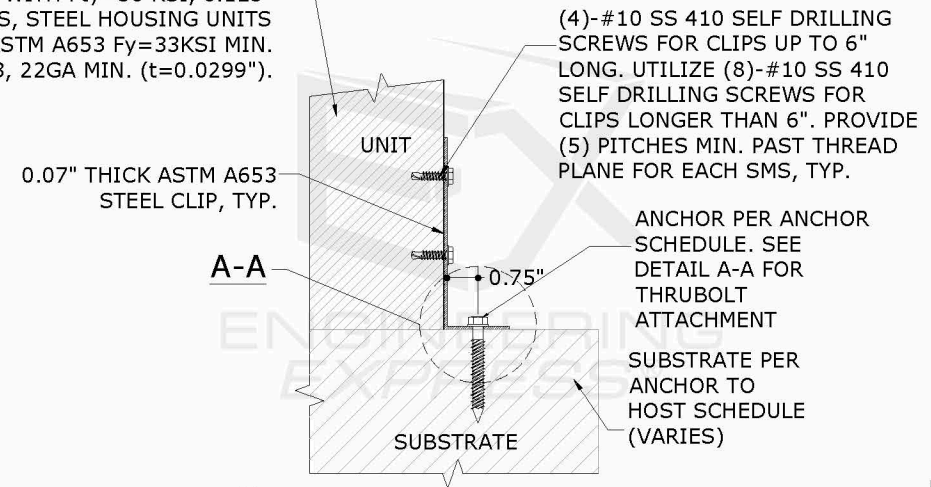 S, STEEL HOUSING UNITS
STM A653 Fy=33KSI MIN.
22GA MIN. (t=0.0299").
(4)-#10 SS 410 SELF DRILLING
SCREWS FOR CLIPS UP TO 6"
LONG. UTILIZE (8)-#10 SS 410
SELF DRILLING SCREWS FOR
CLIPS LONGER THAN 6". PROVIDE
(5) PITCHES MIN. PAST THREAD
PLANE FOR EACH SMS, TYP.
UNIT
0.07" THICK ASTM A653
STEEL CLIP, TYP.
A-A
0.75"
ANCHOR PER ANCHOR
SCHEDULE. SEE
DETAIL A-A FOR
THRUBOLT
ATTACHMENT
SUBSTRATE PER
ANCHOR TO
HOST SCHEDULE
(VARIES)
SUBSTRATE
EX
ENGINEERING
EXPRESS